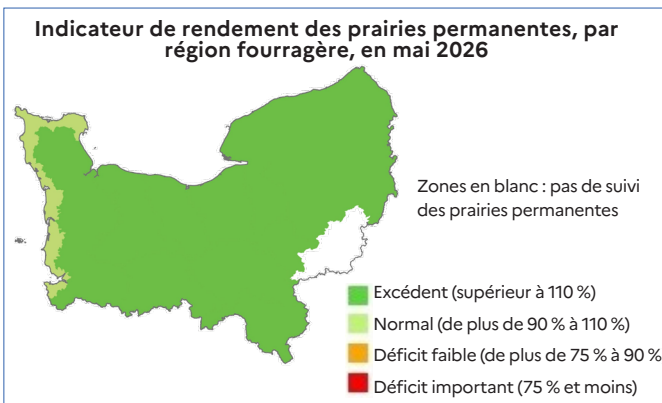 Indicateur de rendement des prairies permanentes, par
région fourragère, en mai 2026
Zones en blanc : pas de suivi
des prairies permanentes
Excédent (supérieur à 110 %)
Normal (de plus de 90 % à 110 %)
Déficit faible (de plus de 75 % à 90 %
Déficit important (75 % et moins)